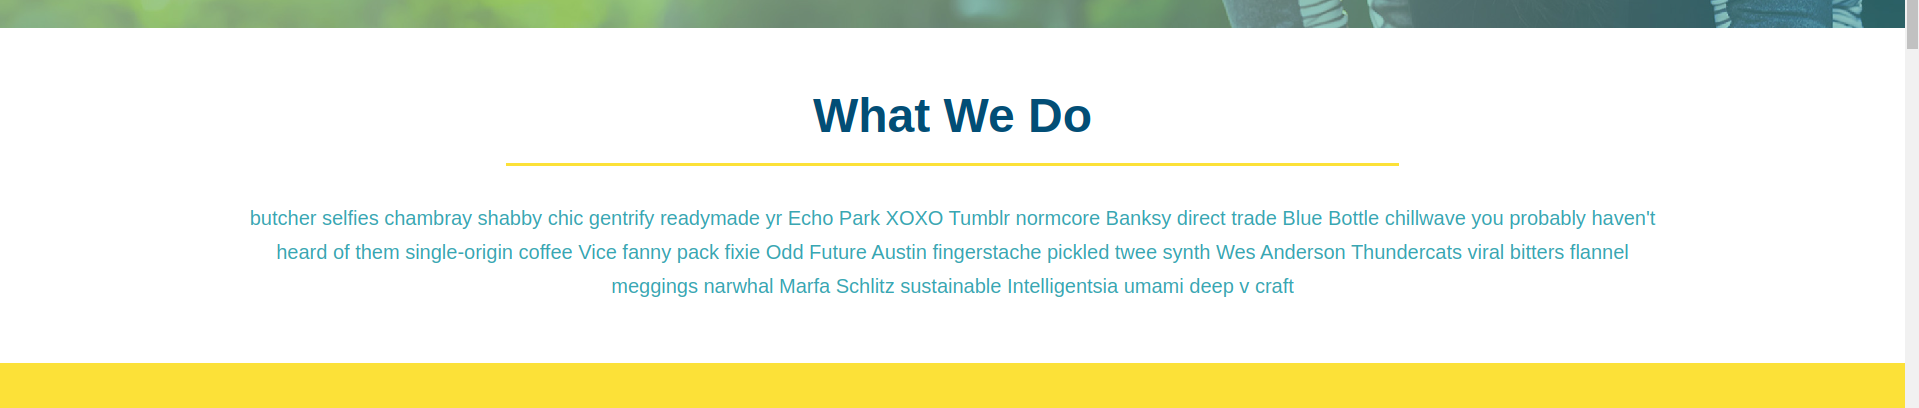 What We Do
butcher selfies chambray shabby chic gentrify readymade yr Echo Park XOXO Tumblr normcore Banksy direct trade Blue Bottle chillwave you probably haven't
heard of them single-origin coffee Vice fanny pack fixie Odd Future Austin fingerstache pickled twee synth Wes Anderson Thundercats viral bitters flannel
meggings narwhal Marfa Schlitz sustainable Intelligentsia umami deep v craft